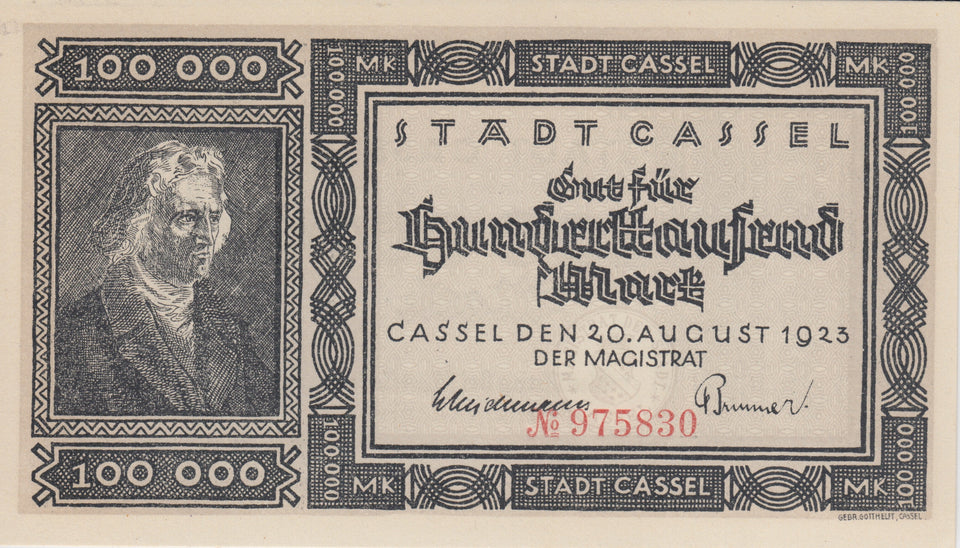 100 000
100 000
MK
STADT CASSEL
MK
100 000
STADT CASSEL
Gut für
Hunderttausend
Mark
CASSEL DEN 20. AUGUST 1923
DER MAGISTRAT
Scheidemann
Brunner.
№ 975830
100 000
100 000
MK
STADT CASSEL
MK
100 000
GEBR. GOTTHELFT, CASSEL.